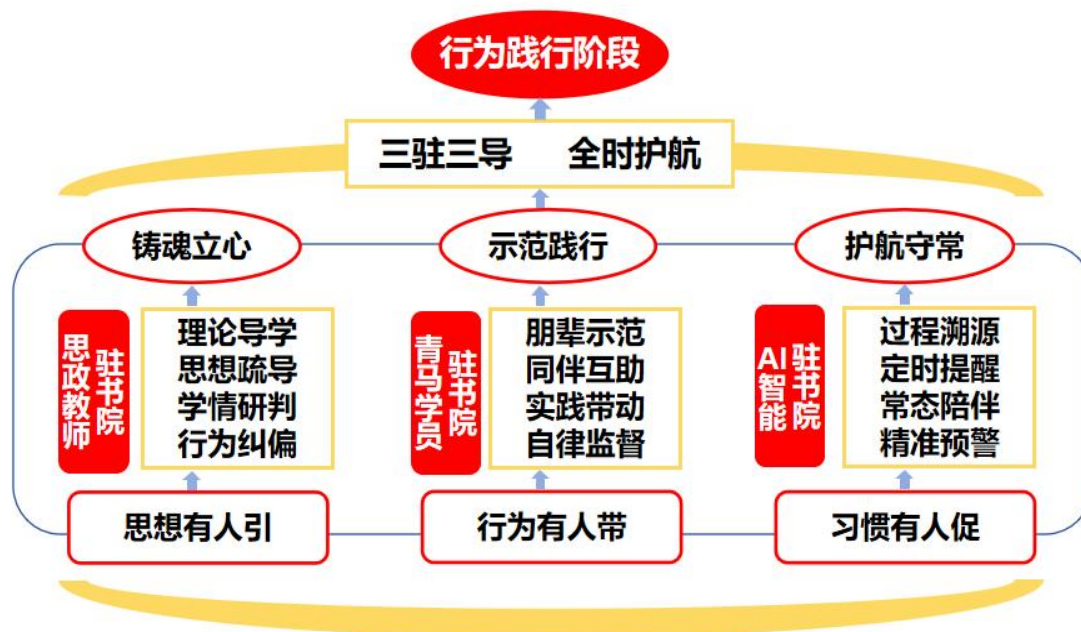 行为践行阶段
三驻三导 全时护航
铸魂立心
示范践行
护航守常
思政教师
驻书院
理论导学
思想疏导
学情研判
行为纠偏
青马学员
驻书院
朋辈示范
同伴互助
实践带动
自律监督
AI智能
驻书院
过程溯源
定时提醒
常态陪伴
精准预警
思想有人引
行为有人带
习惯有人促